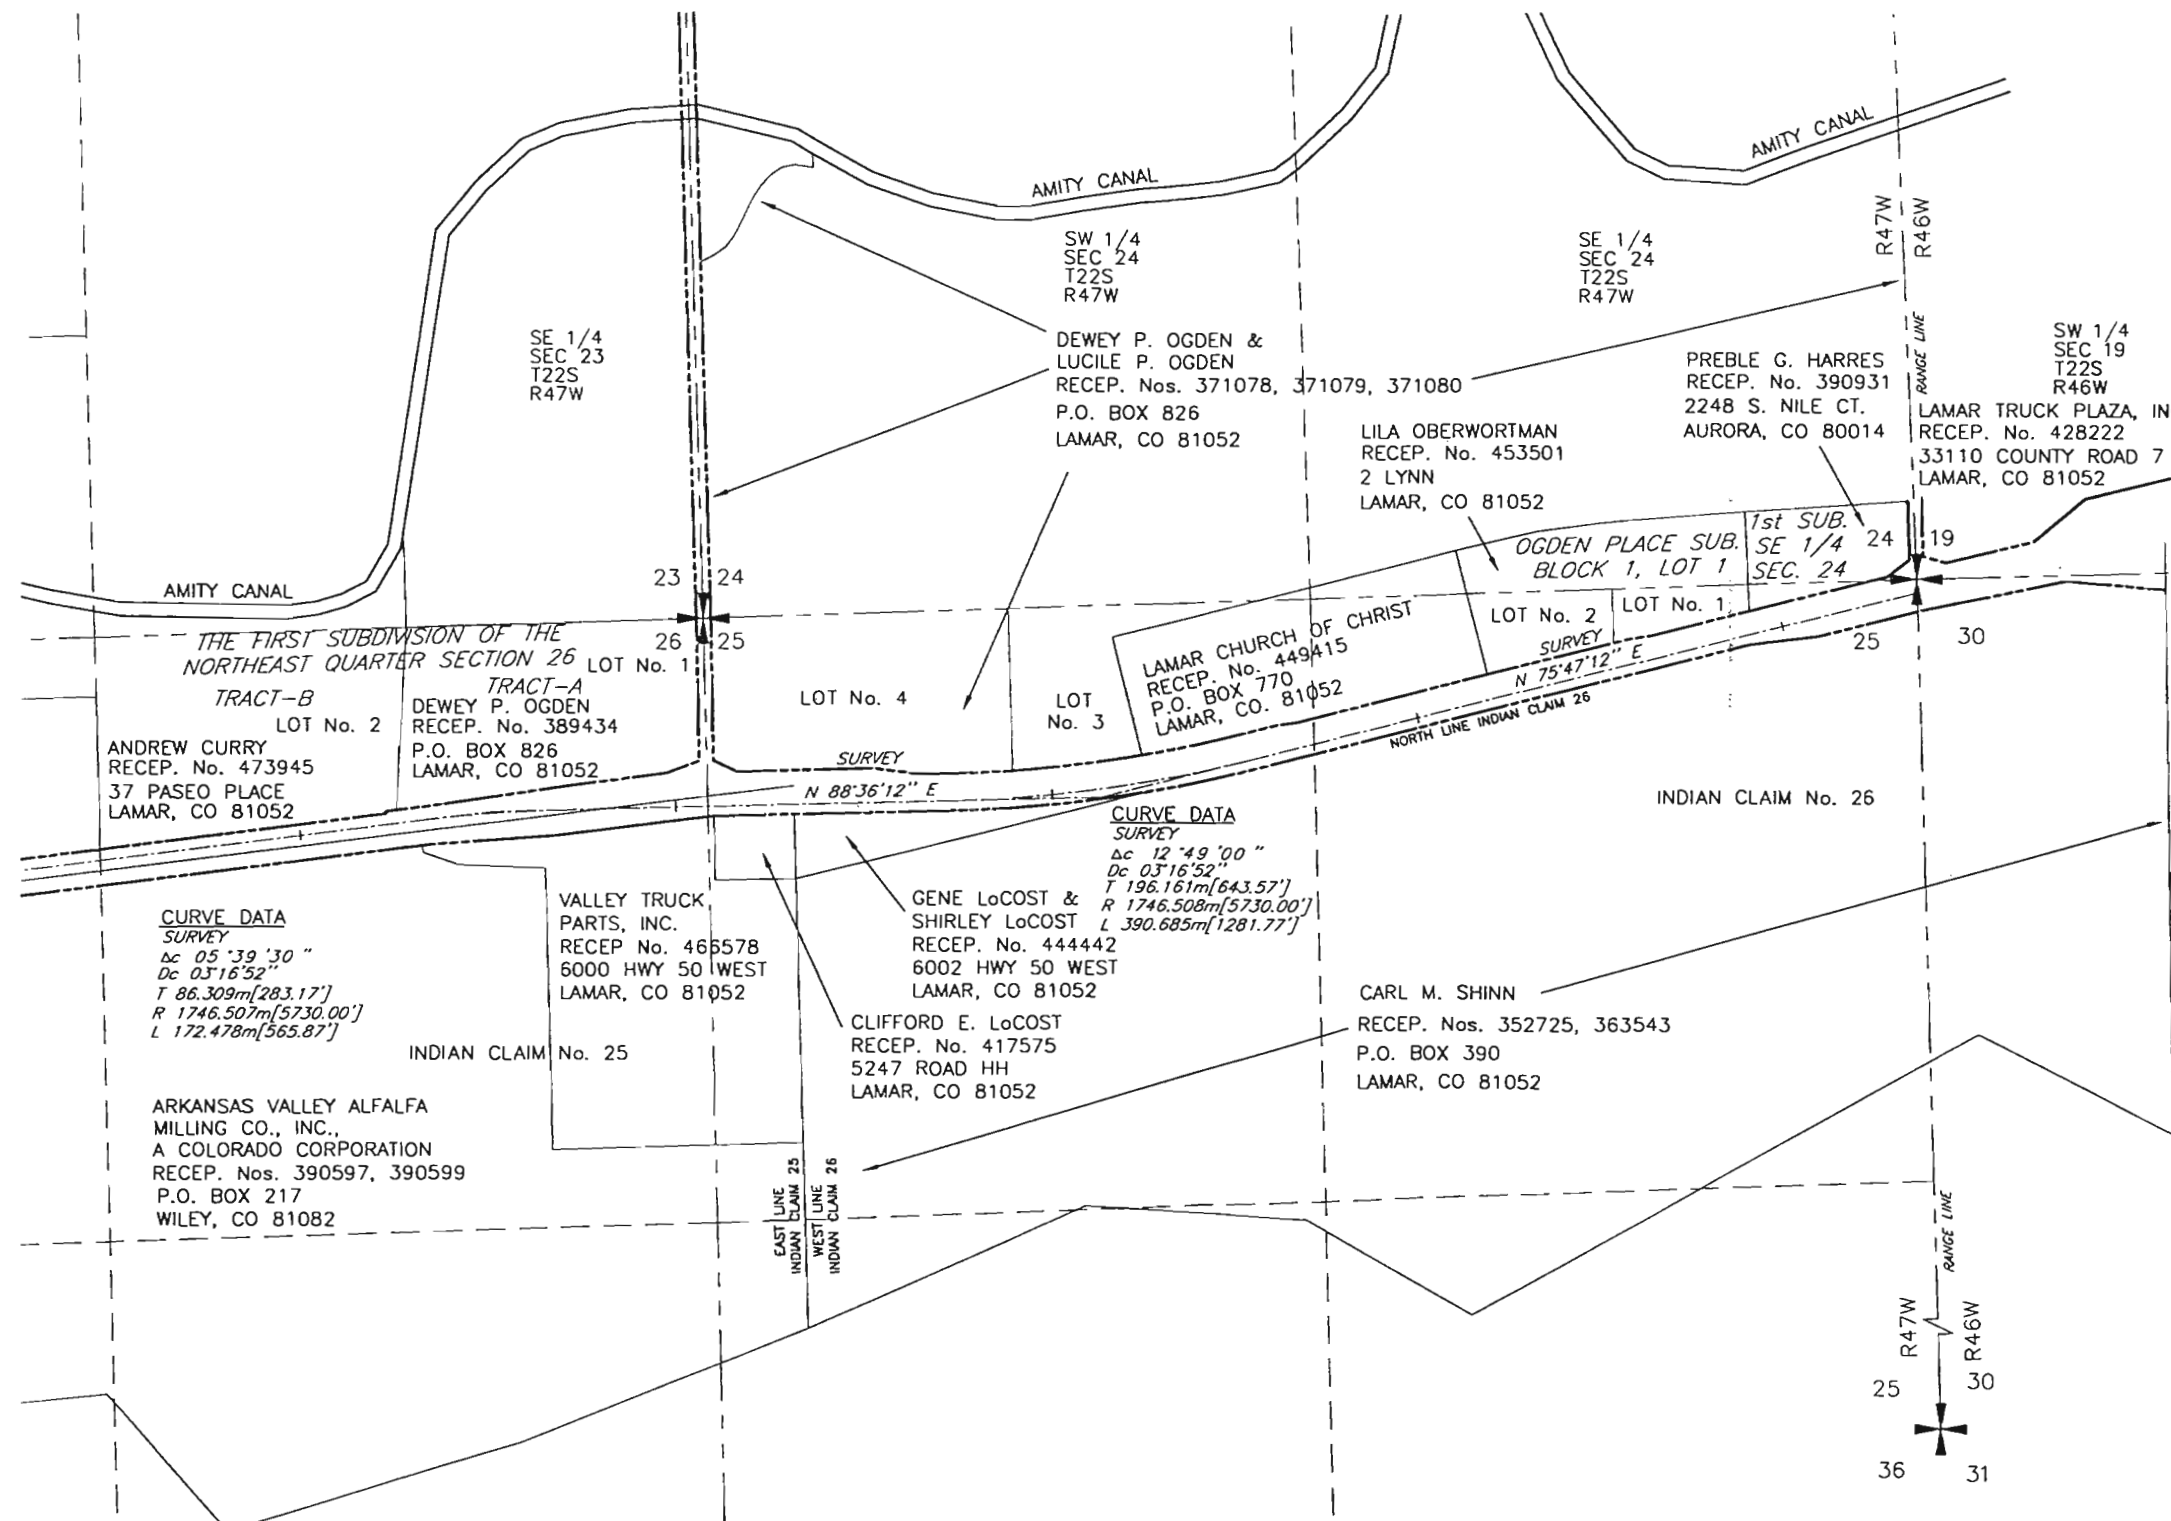 AMITY CANAL
AMITY CANAL
R47W
R46W
SW 1/4
SEC 24
T22S
R47W
SE 1/4
SEC 24
T22S
R47W
SE 1/4
SEC 23
T22S
R47W
RANGE LINE
SW 1/4
SEC 19
T22S
R46W
DEWEY P. OGDEN &
LUCILE P. OGDEN
RECEP. Nos. 371078, 371079, 371080
P.O. BOX 826
LAMAR, CO 81052
PREBLE G. HARRES
RECEP. No. 390931
2248 S. NILE CT.
AURORA, CO 80014
LAMAR TRUCK PLAZA, IN
RECEP. No. 428222
33110 COUNTY ROAD 7
LAMAR, CO 81052
LILA OBERWORTMAN
RECEP. No. 453501
2 LYNN
LAMAR, CO 81052
OGDEN PLACE SUB.
BLOCK 1, LOT 1
1st SUB.
SE 1/4
SEC. 24
24
19
AMITY CANAL
23
24
26
25
THE FIRST SUBDIVISION OF THE
NORTHEAST QUARTER SECTION 26
LOT No. 1
TRACT-B
LOT No. 2
TRACT-A
DEWEY P. OGDEN
RECEP. No. 389434
P.O. BOX 826
LAMAR, CO 81052
ANDREW CURRY
RECEP. No. 473945
37 PASEO PLACE
LAMAR, CO 81052
LOT No. 4
LOT
No. 3
LAMAR CHURCH OF CHRIST
RECEP. No. 449415
P.O. BOX 770
LAMAR, CO. 81052
LOT No. 2
LOT No. 1
25
30
SURVEY
N 75°47'12" E
NORTH LINE INDIAN CLAIM 26
SURVEY
N 88°36'12" E
INDIAN CLAIM No. 26
CURVE DATA
SURVEY
Δc 12°49'00"
Dc 03°16'52"
T 196.161m[643.57']
R 1746.508m[5730.00']
L 390.685m[1281.77']
CURVE DATA
SURVEY
Δc 05°39'30"
Dc 03°16'52"
T 86.309m[283.17']
R 1746.507m[5730.00']
L 172.478m[565.87']
VALLEY TRUCK
PARTS, INC.
RECEP No. 466578
6000 HWY 50 WEST
LAMAR, CO 81052
GENE LoCOST &
SHIRLEY LoCOST
RECEP. No. 444442
6002 HWY 50 WEST
LAMAR, CO 81052
CLIFFORD E. LoCOST
RECEP. No. 417575
5247 ROAD HH
LAMAR, CO 81052
CARL M. SHINN
RECEP. Nos. 352725, 363543
P.O. BOX 390
LAMAR, CO 81052
INDIAN CLAIM No. 25
ARKANSAS VALLEY ALFALFA
MILLING CO., INC.,
A COLORADO CORPORATION
RECEP. Nos. 390597, 390599
P.O. BOX 217
WILEY, CO 81082
EAST LINE
INDIAN CLAIM 25
WEST LINE
INDIAN CLAIM 26
RANGE LINE
R47W
R46W
25
30
36
31